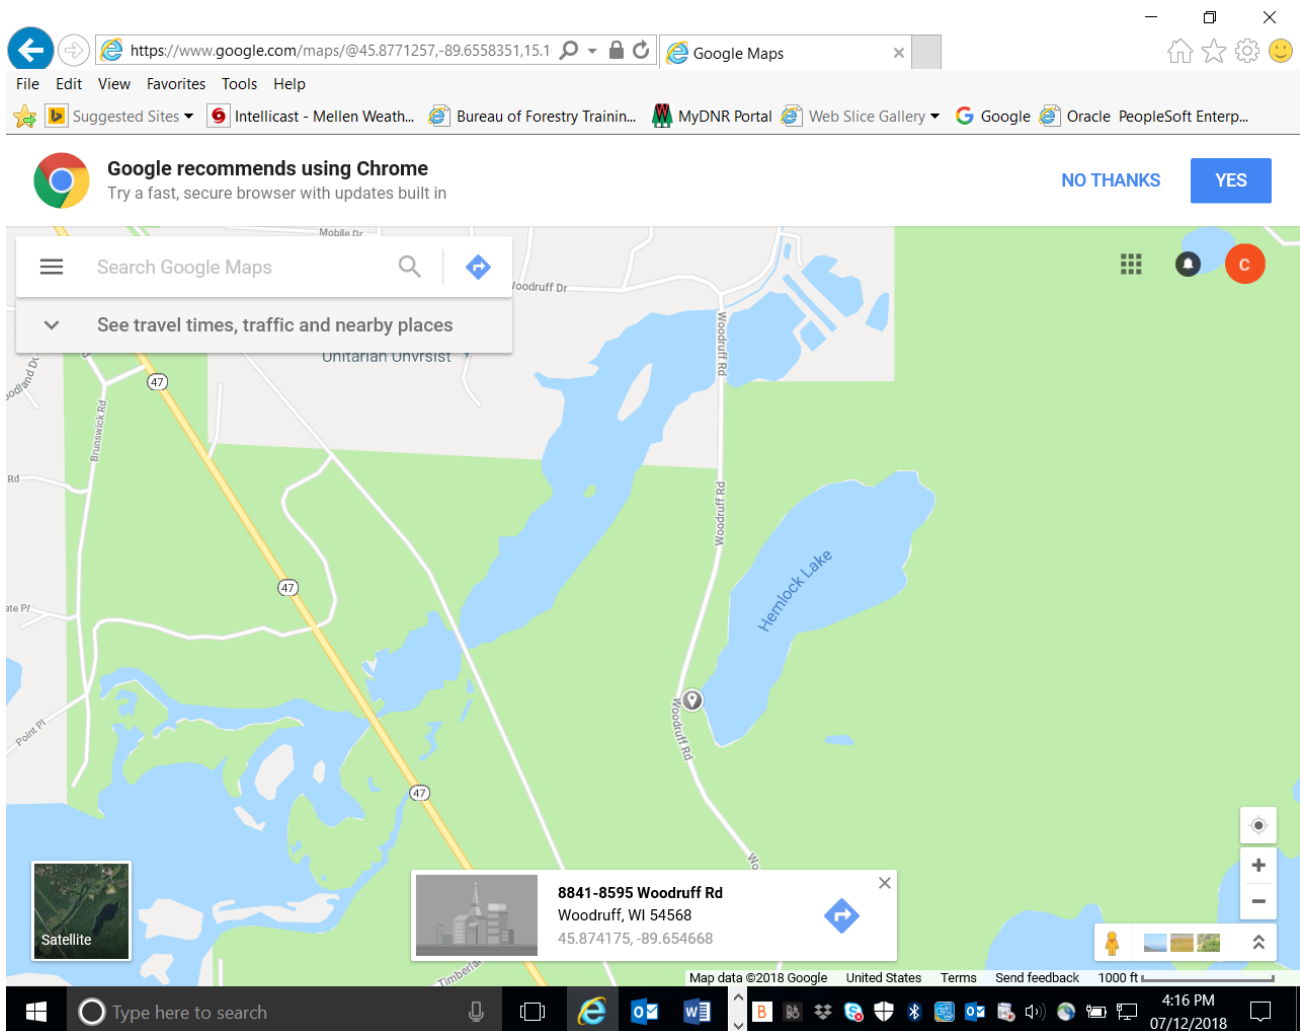 https://www.google.com/maps/@45.8771257,-89.6558351,15.1
Google Maps
File Edit View Favorites Tools Help
Suggested Sites
Intellicast - Mellen Weath...
Bureau of Forestry Trainin...
MyDNR Portal
Web Slice Gallery
Google
Oracle PeopleSoft Enterp...
Google recommends using Chrome
Try a fast, secure browser with updates built in
NO THANKS
YES
Mobile Dr
Search Google Maps
C
Woodruff Dr
See travel times, traffic and nearby places
Unitarian Unvrsist
Woodruff Rd
47
Brunswick Rd
Rd
Woodruff Rd
Hemlock Lake
47
Woodruff Rd
Point Pl
47
8841-8595 Woodruff Rd
Woodruff, WI 54568
45.874175, -89.654668
Satellite
Map data ©2018 Google United States Terms Send feedback 1000 ft
Type here to search
4:16 PM
07/12/2018